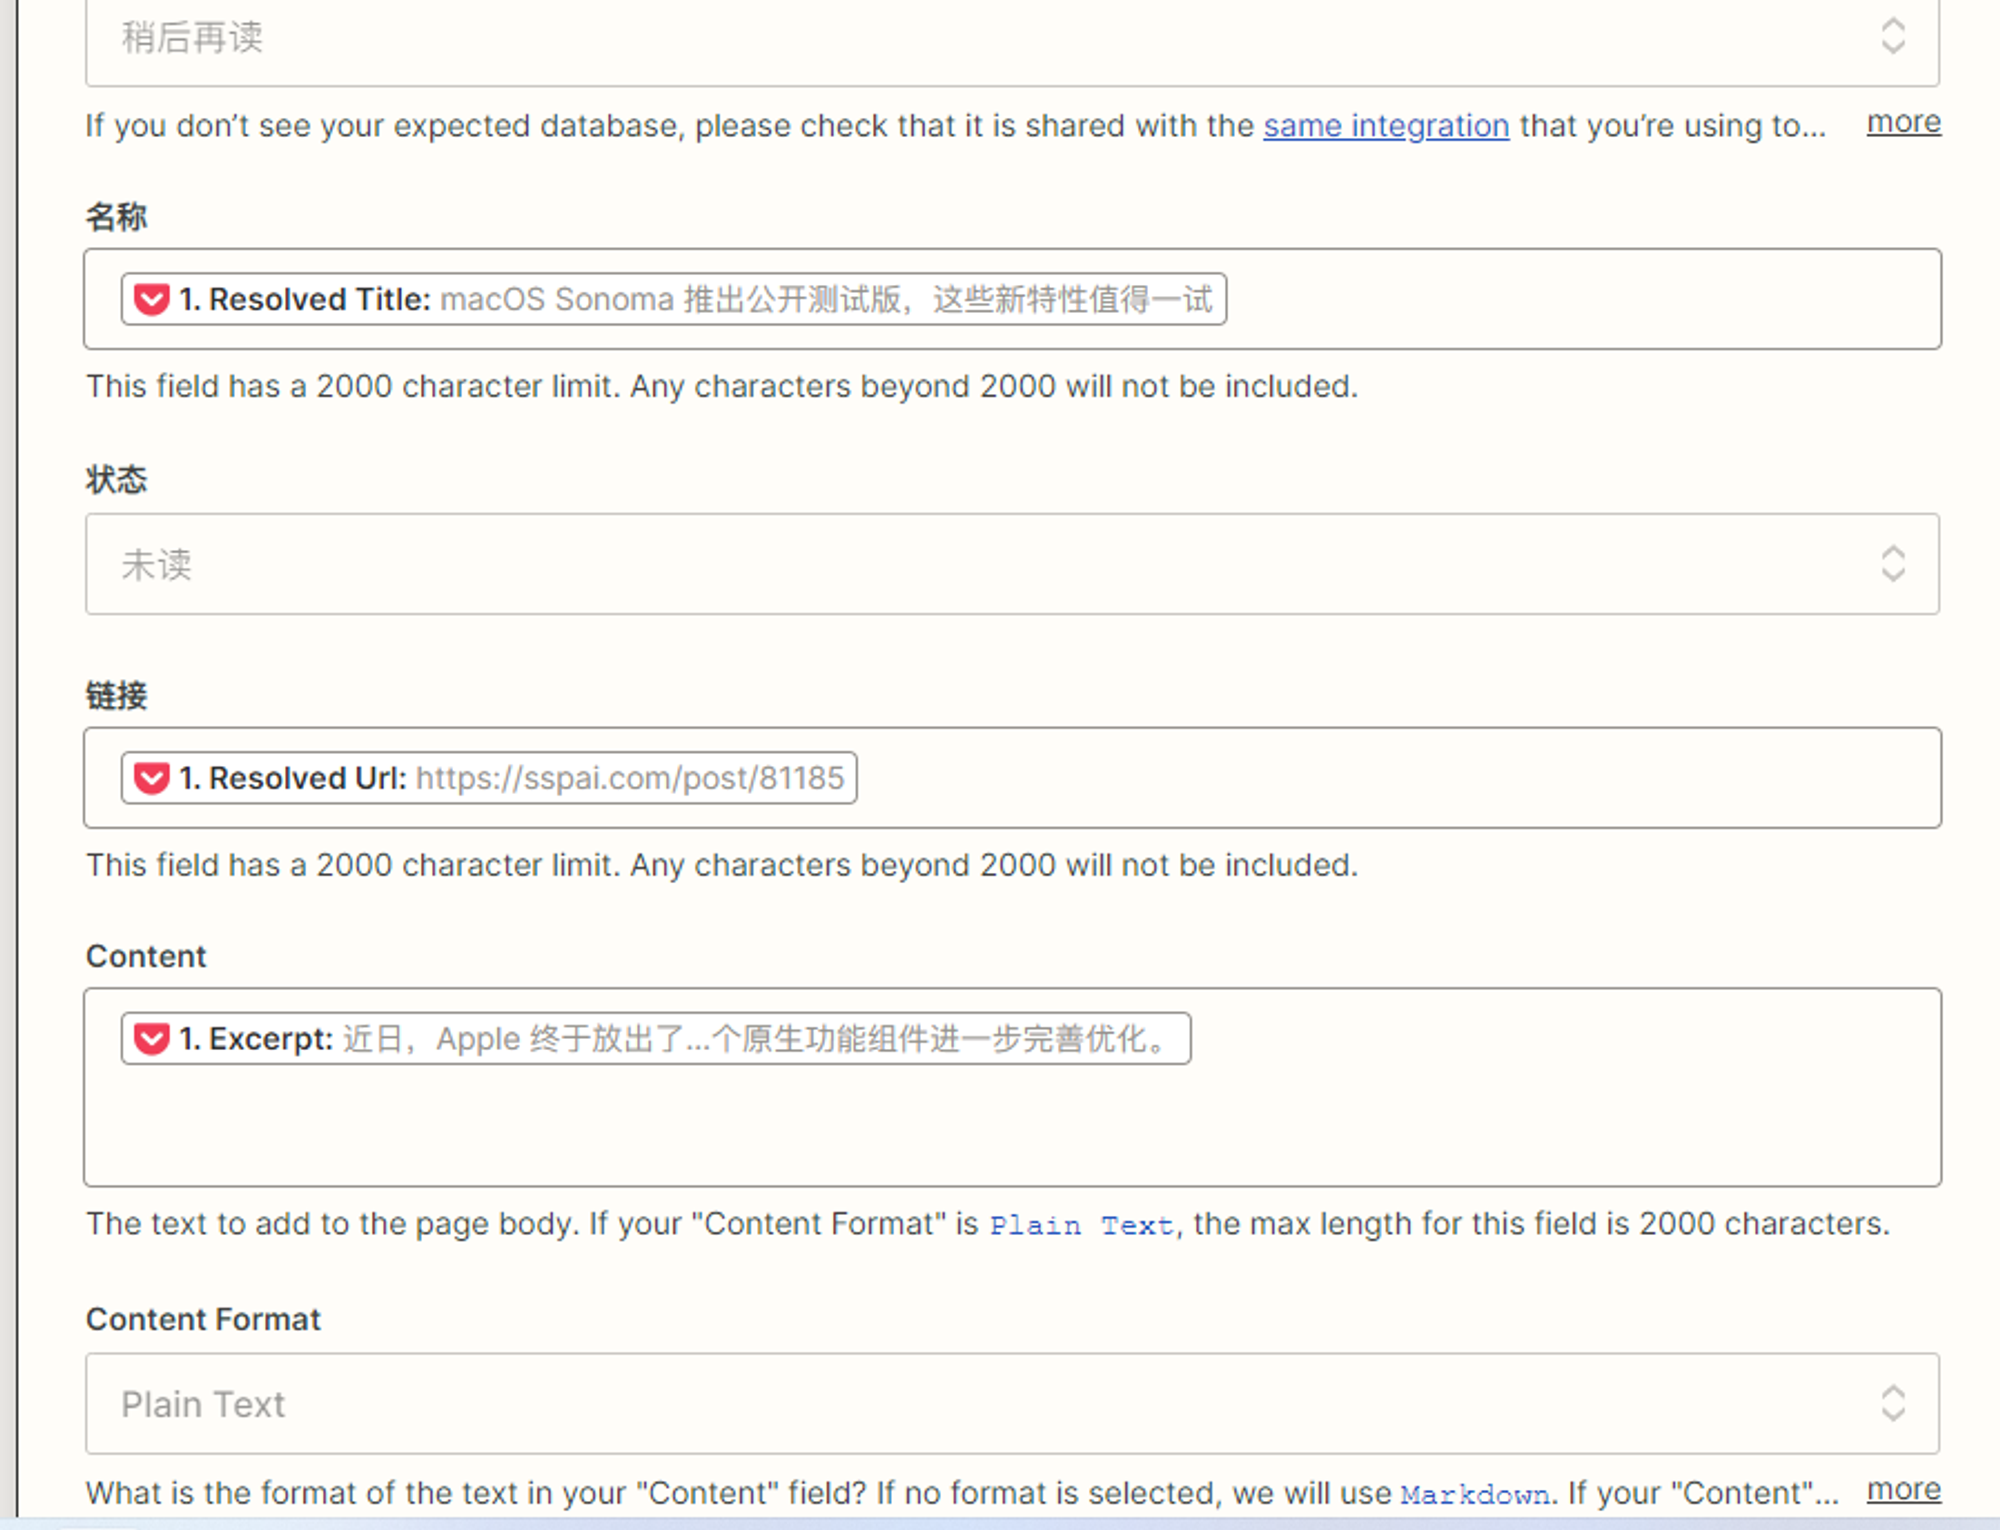 稍后再读
If you don’t see your expected database, please check that it is shared with the same integration that you’re using to... more
名称
1. Resolved Title: macOS Sonoma 推出公开测试版，这些新特性值得一试
This field has a 2000 character limit. Any characters beyond 2000 will not be included.
状态
未读
链接
1. Resolved Url: https://sspai.com/post/81185
This field has a 2000 character limit. Any characters beyond 2000 will not be included.
Content
1. Excerpt: 近日，Apple 终于放出了...个原生功能组件进一步完善优化。
The text to add to the page body. If your "Content Format" is Plain Text, the max length for this field is 2000 characters.
Content Format
Plain Text
What is the format of the text in your "Content" field? If no format is selected, we will use Markdown. If your "Content"... more